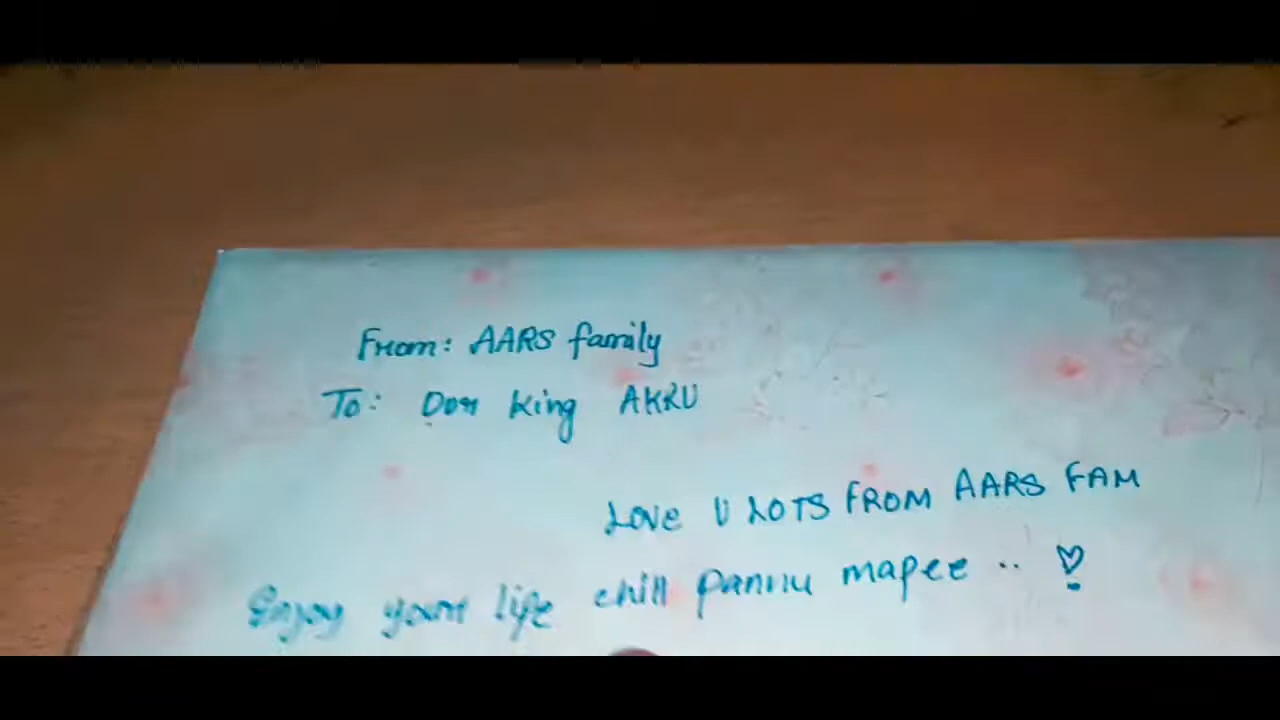 From: AARS family
To: Don King AKRU
Love U LOTS FROM AARS FAM
Enjoy your life chill pannu mapee ..